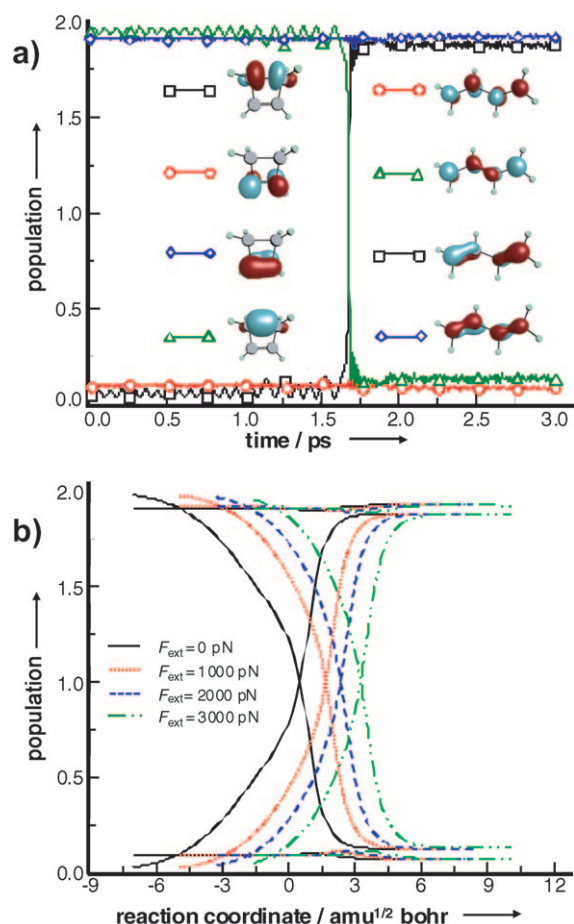 a)
2.0
1.5
1.0
0.5
0.0
population
0.0 0.5 1.0 1.5 2.0 2.5 3.0
time / ps
b)
2.0
1.5
1.0
0.5
0.0
population
F_ext = 0 pN
F_ext = 1000 pN
F_ext = 2000 pN
F_ext = 3000 pN
-9 -6 -3 0 3 6 9 12
reaction coordinate / amu^1/2 bohr